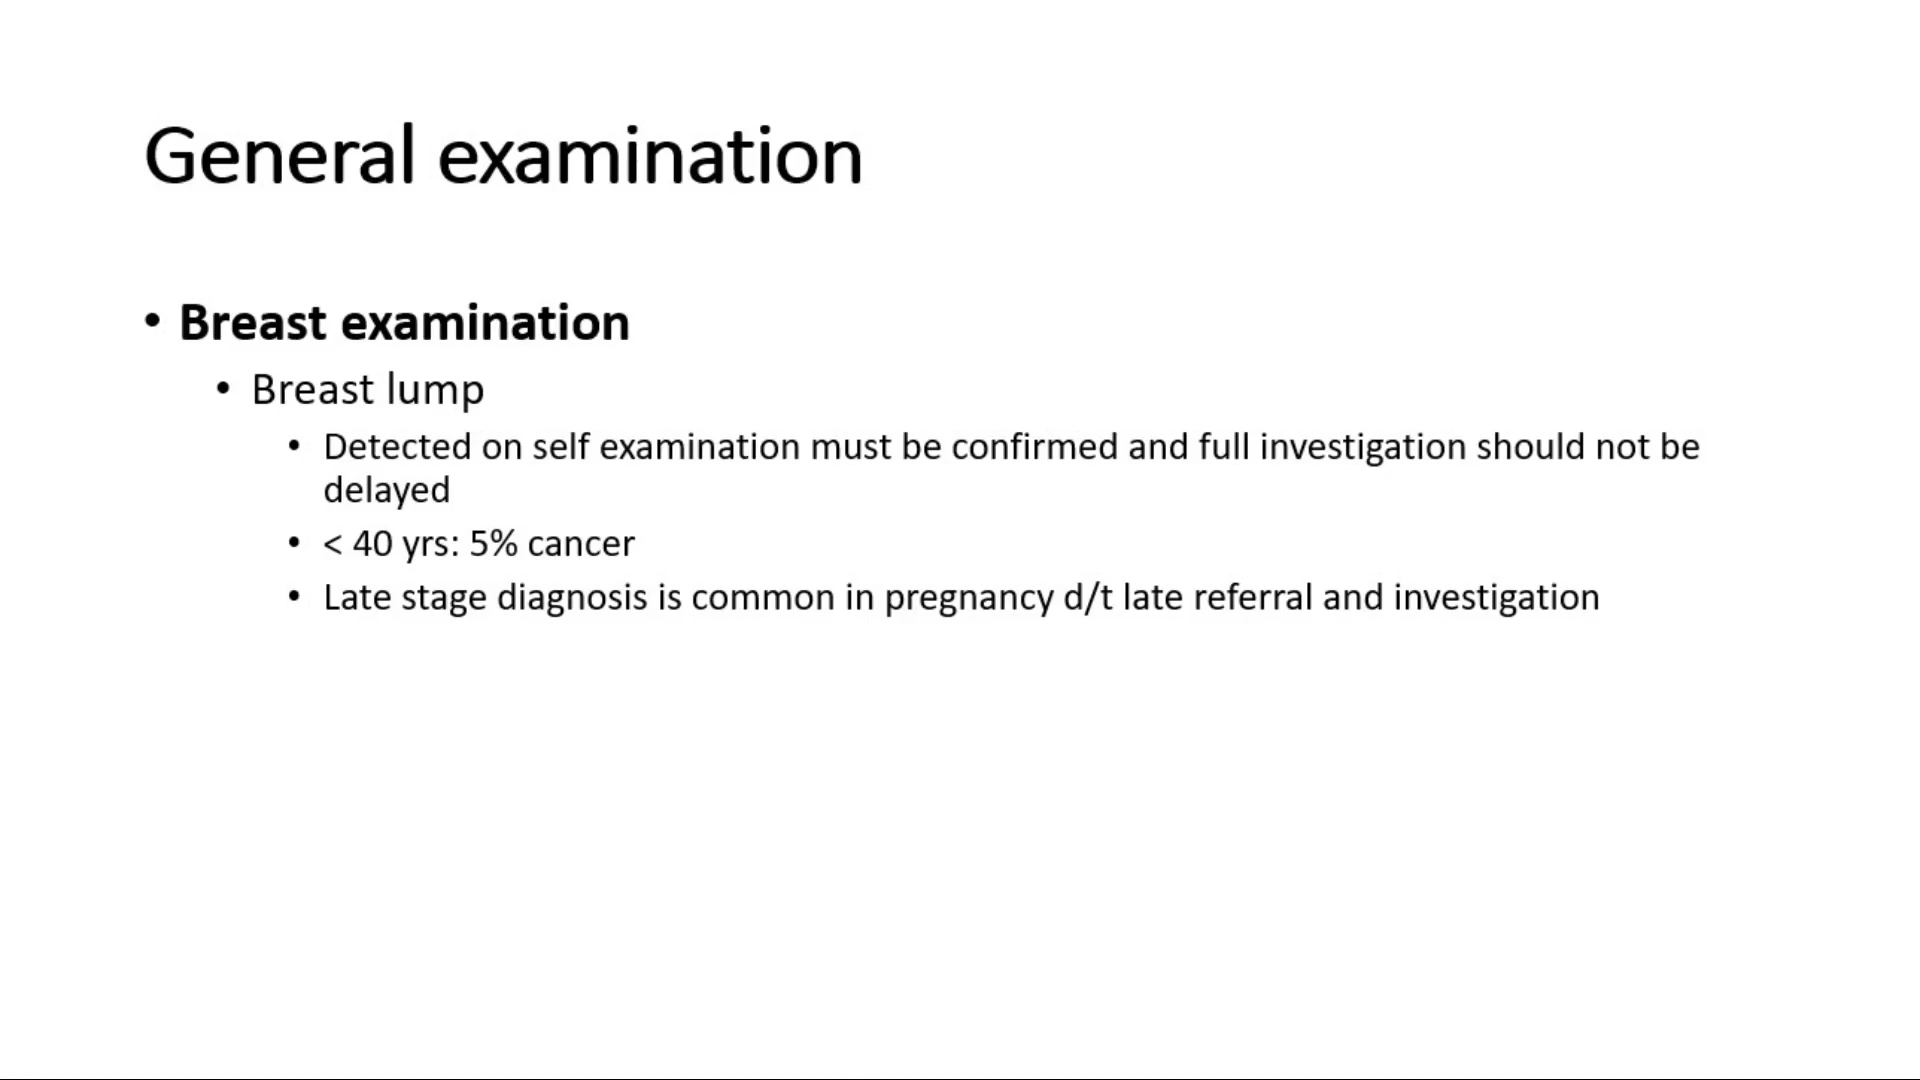 General examination
• Breast examination
• Breast lump
• Detected on self examination must be confirmed and full investigation should not be
delayed
• < 40 yrs: 5% cancer
• Late stage diagnosis is common in pregnancy d/t late referral and investigation